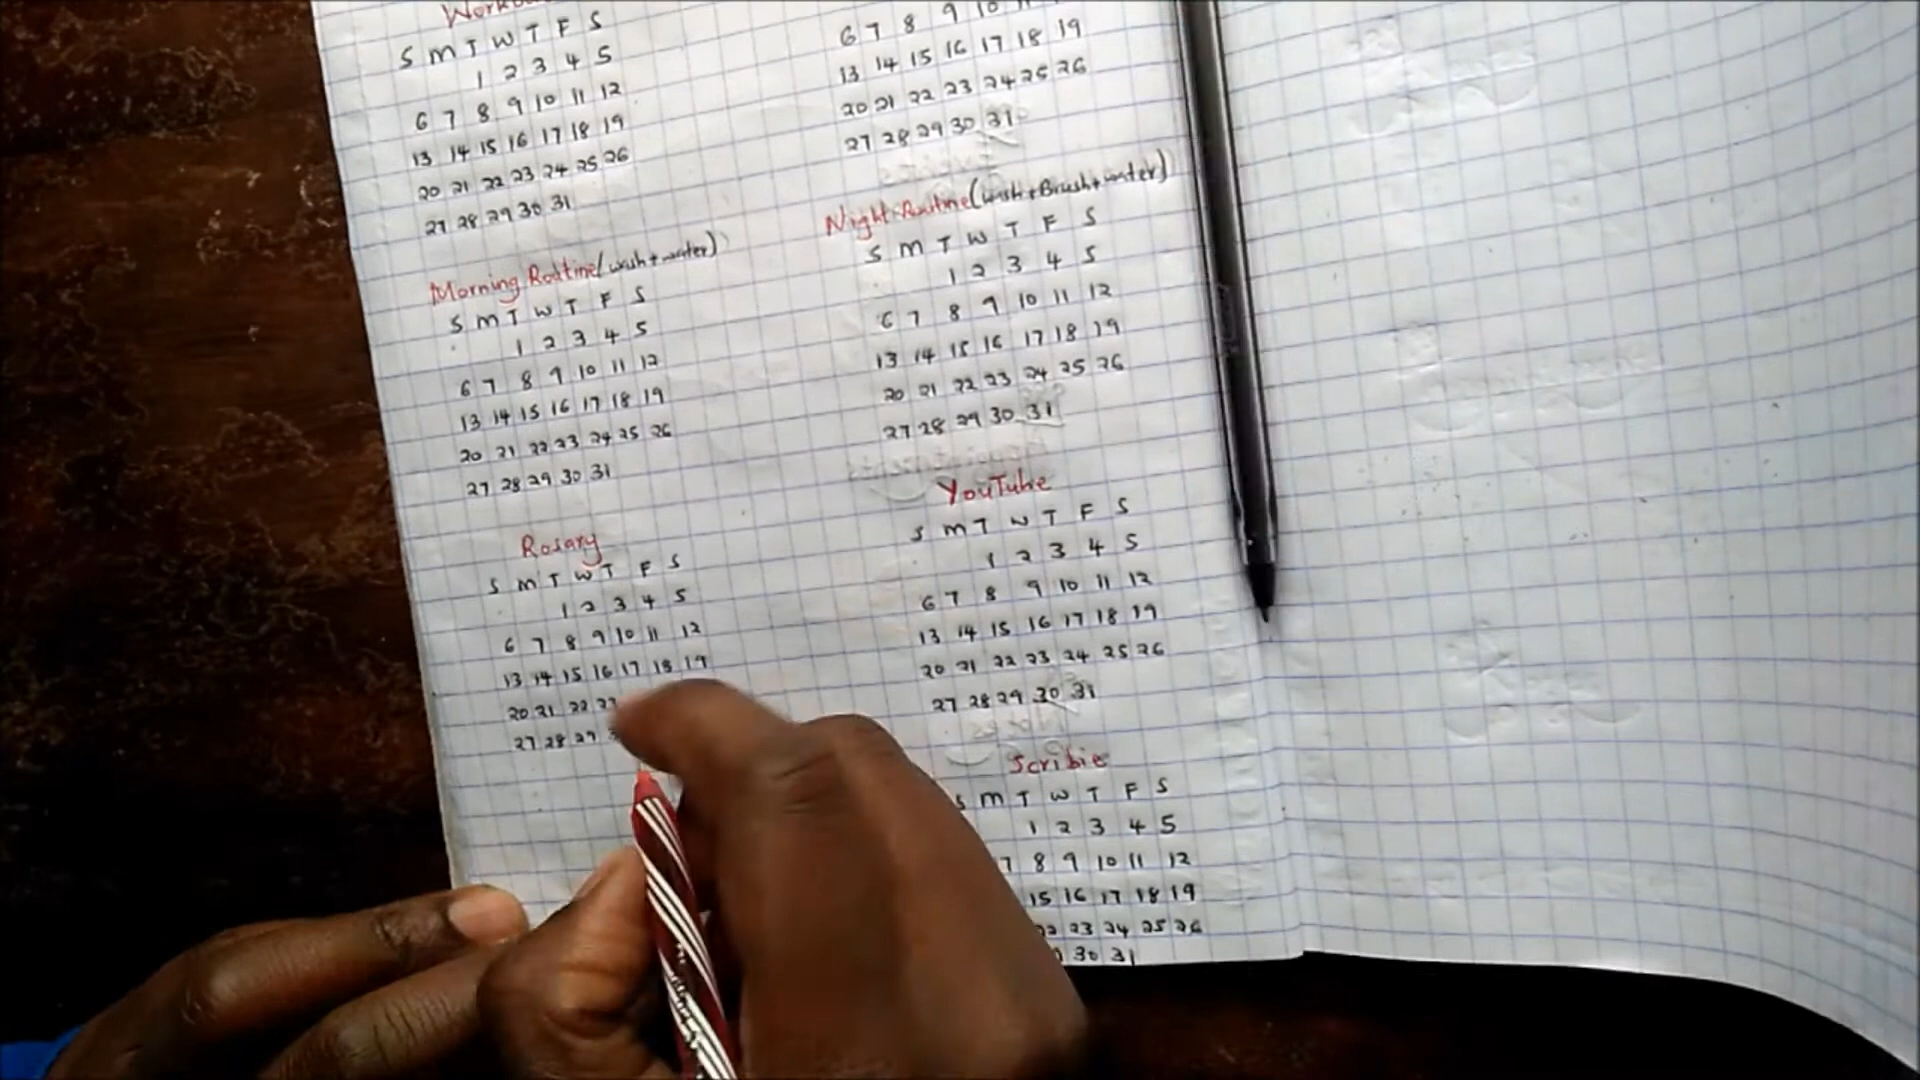 S M T W T F S
1 2 3 4 5
6 7 8 9 10 11 12
13 14 15 16 17 18 19
20 21 22 23 24 25 26
27 28 29 30 31
Morning Routine (wash+water)
S M T W T F S
1 2 3 4 5
6 7 8 9 10 11 12
13 14 15 16 17 18 19
20 21 22 23 24 25 26
27 28 29 30 31
Rosary
S M T W T F S
1 2 3 4 5
6 7 8 9 10 11 12
13 14 15 16 17 18 19
20 21 22 23
27 28 29
6 7 8 9 10
13 14 15 16 17 18 19
20 21 22 23 24 25 26
27 28 29 30 31
Night Routine (wash+Brush+water)
S M T W T F S
1 2 3 4 5
6 7 8 9 10 11 12
13 14 15 16 17 18 19
20 21 22 23 24 25 26
27 28 29 30 31
YouTube
S M T W T F S
1 2 3 4 5
6 7 8 9 10 11 12
13 14 15 16 17 18 19
20 21 22 23 24 25 26
27 28 29 30 31
Scribie
S M T W T F S
1 2 3 4 5
7 8 9 10 11 12
15 16 17 18 19
22 23 24 25 26
30 31